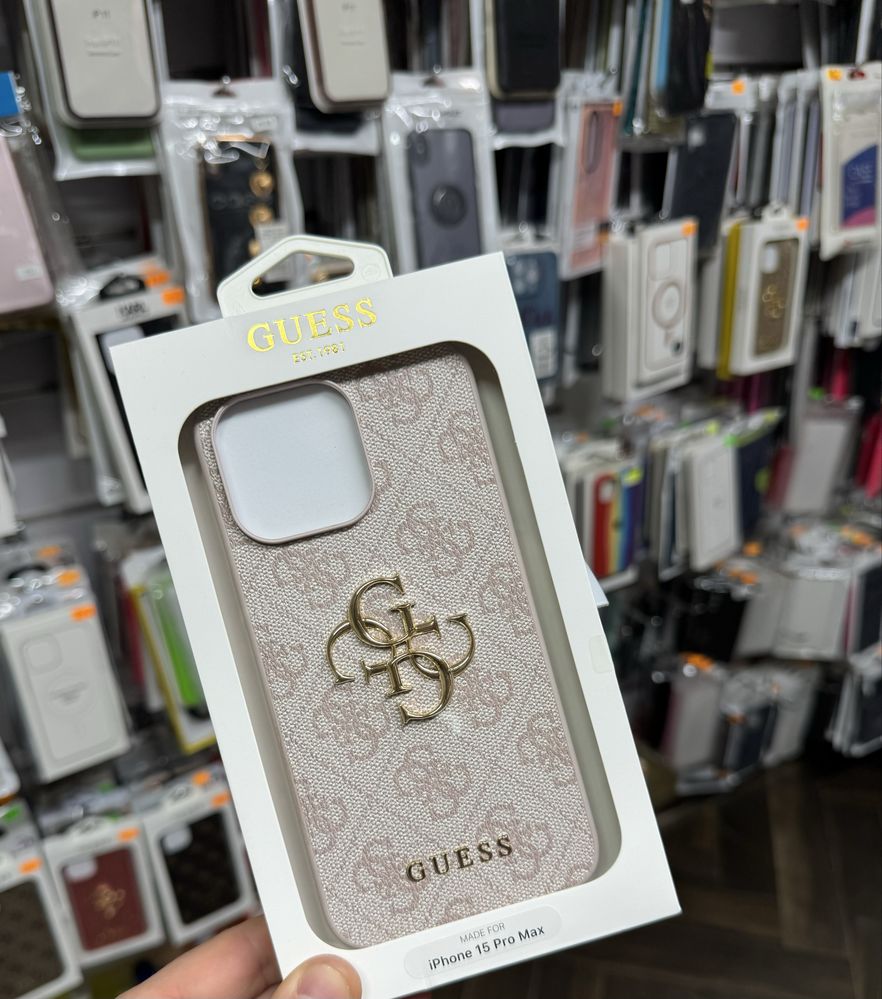 GUESS
EST. 1981
GUESS
MADE FOR
iPhone 15 Pro Max